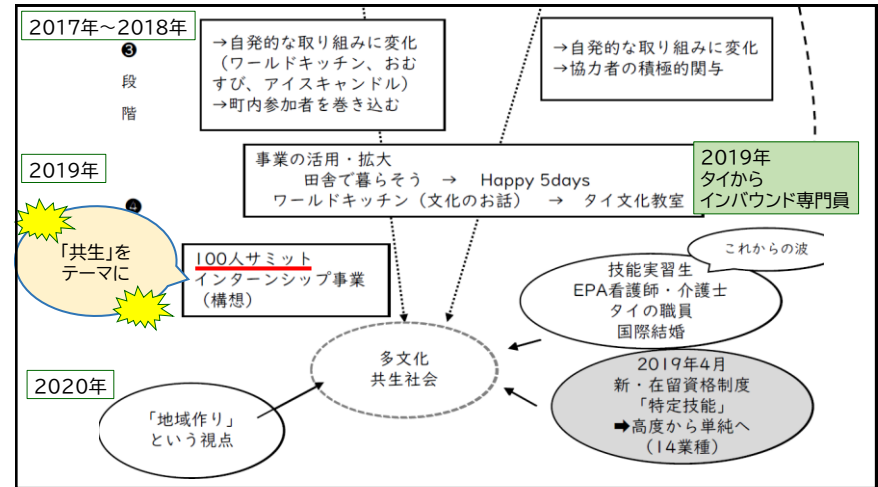 2017年～2018年
❸
段
階
→自発的な取り組みに変化
（ワールドキッチン、おむ
すび、アイスキャンドル）
→町内参加者を巻き込む
→自発的な取り組みに変化
→協力者の積極的関与
2019年
❹
事業の活用・拡大
田舎で暮らそう　→　Happy 5days
ワールドキッチン（文化のお話）　→　タイ文化教室
2019年
タイから
インバウンド専門員
「共生」を
テーマに
100人サミット
インターンシップ事業
（構想）
これからの波
技能実習生
EPA看護師・介護士
タイの職員
国際結婚
多文化
共生社会
2020年
「地域作り」
という視点
2019年4月
新・在留資格制度
「特定技能」
➡高度から単純へ
（14業種）